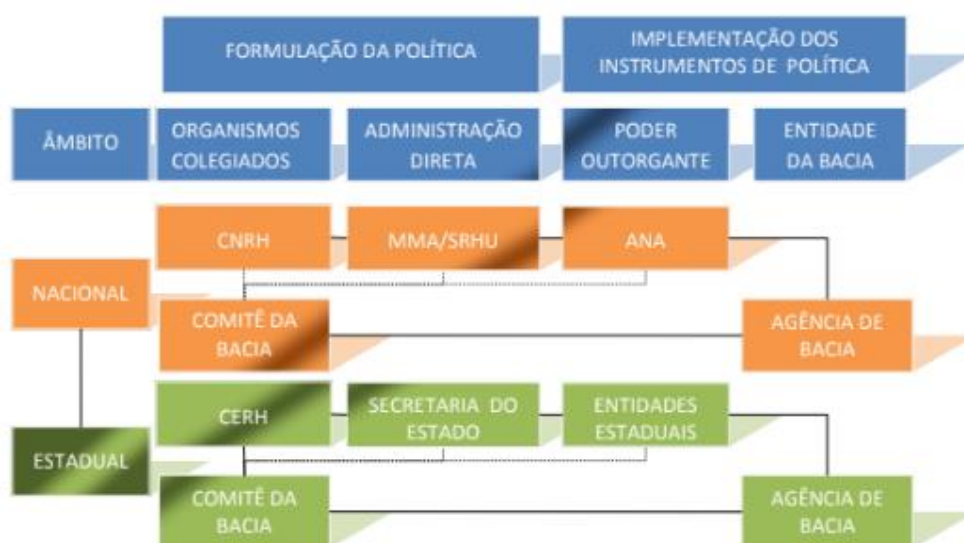 FORMULAÇÃO DA POLÍTICA
IMPLEMENTAÇÃO DOS
INSTRUMENTOS DE POLÍTICA
ÂMBITO
ORGANISMOS
COLEGIADOS
ADMINISTRAÇÃO
DIRETA
PODER
OUTORGANTE
ENTIDADE
DA BACIA
NACIONAL
CNRH
MMA/SRHU
ANA
COMITÊ DA
BACIA
AGÊNCIA DE
BACIA
ESTADUAL
CERH
SECRETARIA DO
ESTADO
ENTIDADES
ESTADUAIS
COMITÊ DA
BACIA
AGÊNCIA DE
BACIA